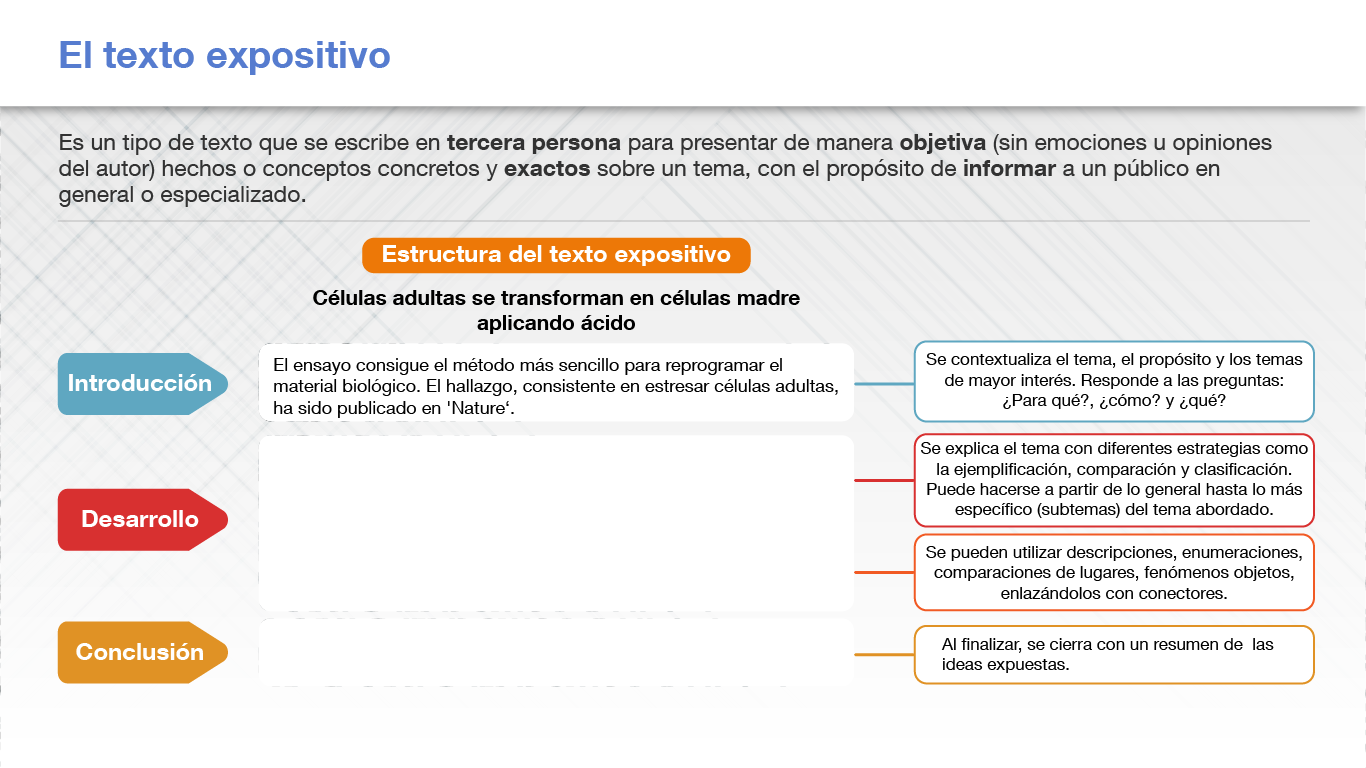 El texto expositivo
Es un tipo de texto que se escribe en tercera persona para presentar de manera objetiva (sin emociones u opiniones
del autor) hechos o conceptos concretos y exactos sobre un tema, con el propósito de informar a un público en
general o especializado.
Estructura del texto expositivo
Células adultas se transforman en células madre
aplicando ácido
Introducción
El ensayo consigue el método más sencillo para reprogramar el
material biológico. El hallazgo, consistente en estresar células adultas,
ha sido publicado en 'Nature‘.
Se contextualiza el tema, el propósito y los temas
de mayor interés. Responde a las preguntas:
¿Para qué?, ¿cómo? y ¿qué?
Desarrollo
Se explica el tema con diferentes estrategias como
la ejemplificación, comparación y clasificación.
Puede hacerse a partir de lo general hasta lo más
específico (subtemas) del tema abordado.
Se pueden utilizar descripciones, enumeraciones,
comparaciones de lugares, fenómenos objetos,
enlazándolos con conectores.
Conclusión
Al finalizar, se cierra con un resumen de  las
ideas expuestas.